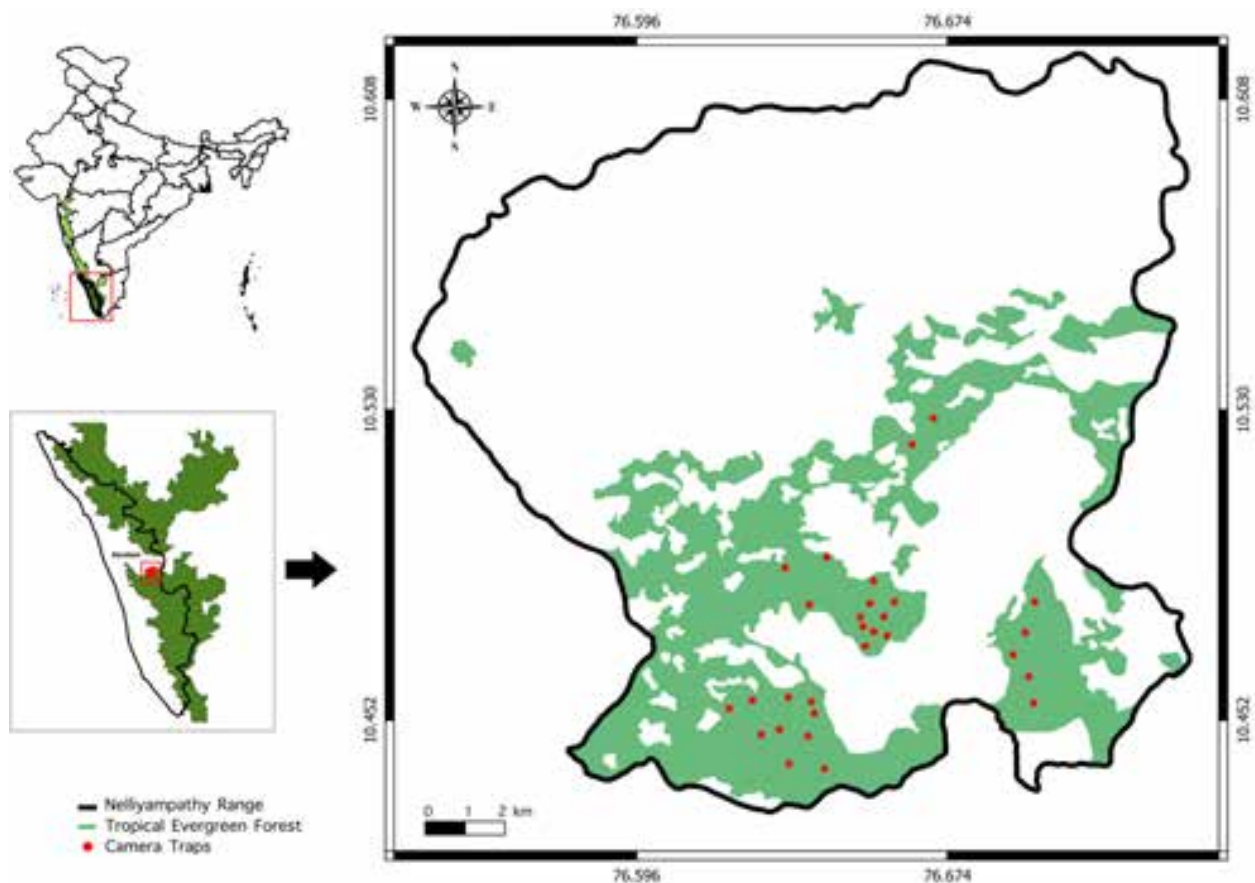 76.596 76.674
N
W E
S
10.608 10.608
10.530 10.530
10.452 10.452
Nelliyampathy Range
Tropical Evergreen Forest
Camera Traps
0 1 2 km
76.596 76.674